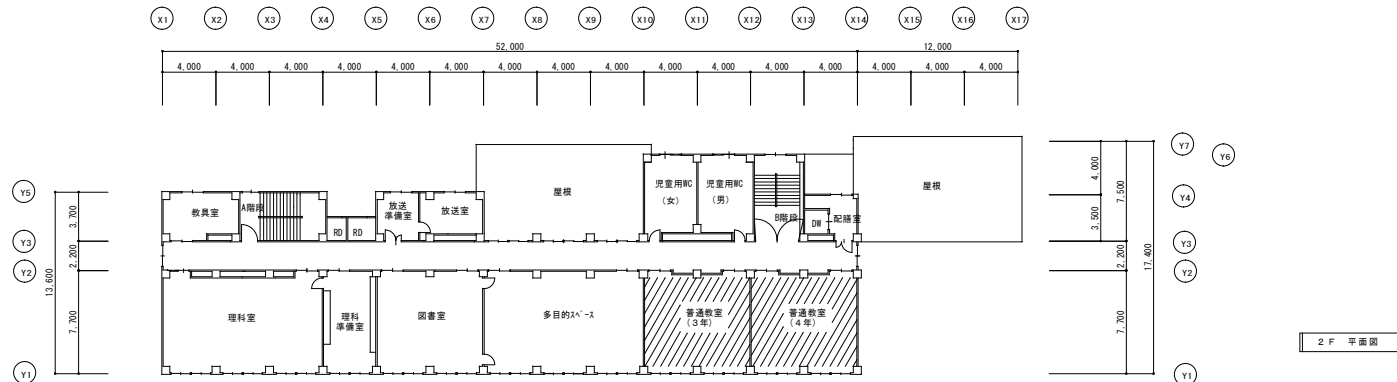 X1 X2 X3 X4 X5 X6 X7 X8 X9 X10 X11 X12 X13 X14 X15 X16 X17
52,000 12,000
4,000 4,000 4,000 4,000 4,000 4,000 4,000 4,000 4,000 4,000 4,000 4,000 4,000 4,000 4,000 4,000
Y5
Y3
Y2
Y1
13,600
3,700
2,200
7,700
教具室
A階段
RD
RD
放送
準備室
放送室
屋根
児童用WC
(女)
児童用WC
(男)
B階段
DW
配膳室
屋根
理科室
理科
準備室
図書室
多目的スペース
普通教室
(3年)
普通教室
(4年)
4,000
3,500
7,500
2,200
7,700
17,400
Y7
Y6
Y4
Y3
Y2
Y1
2F 平面図